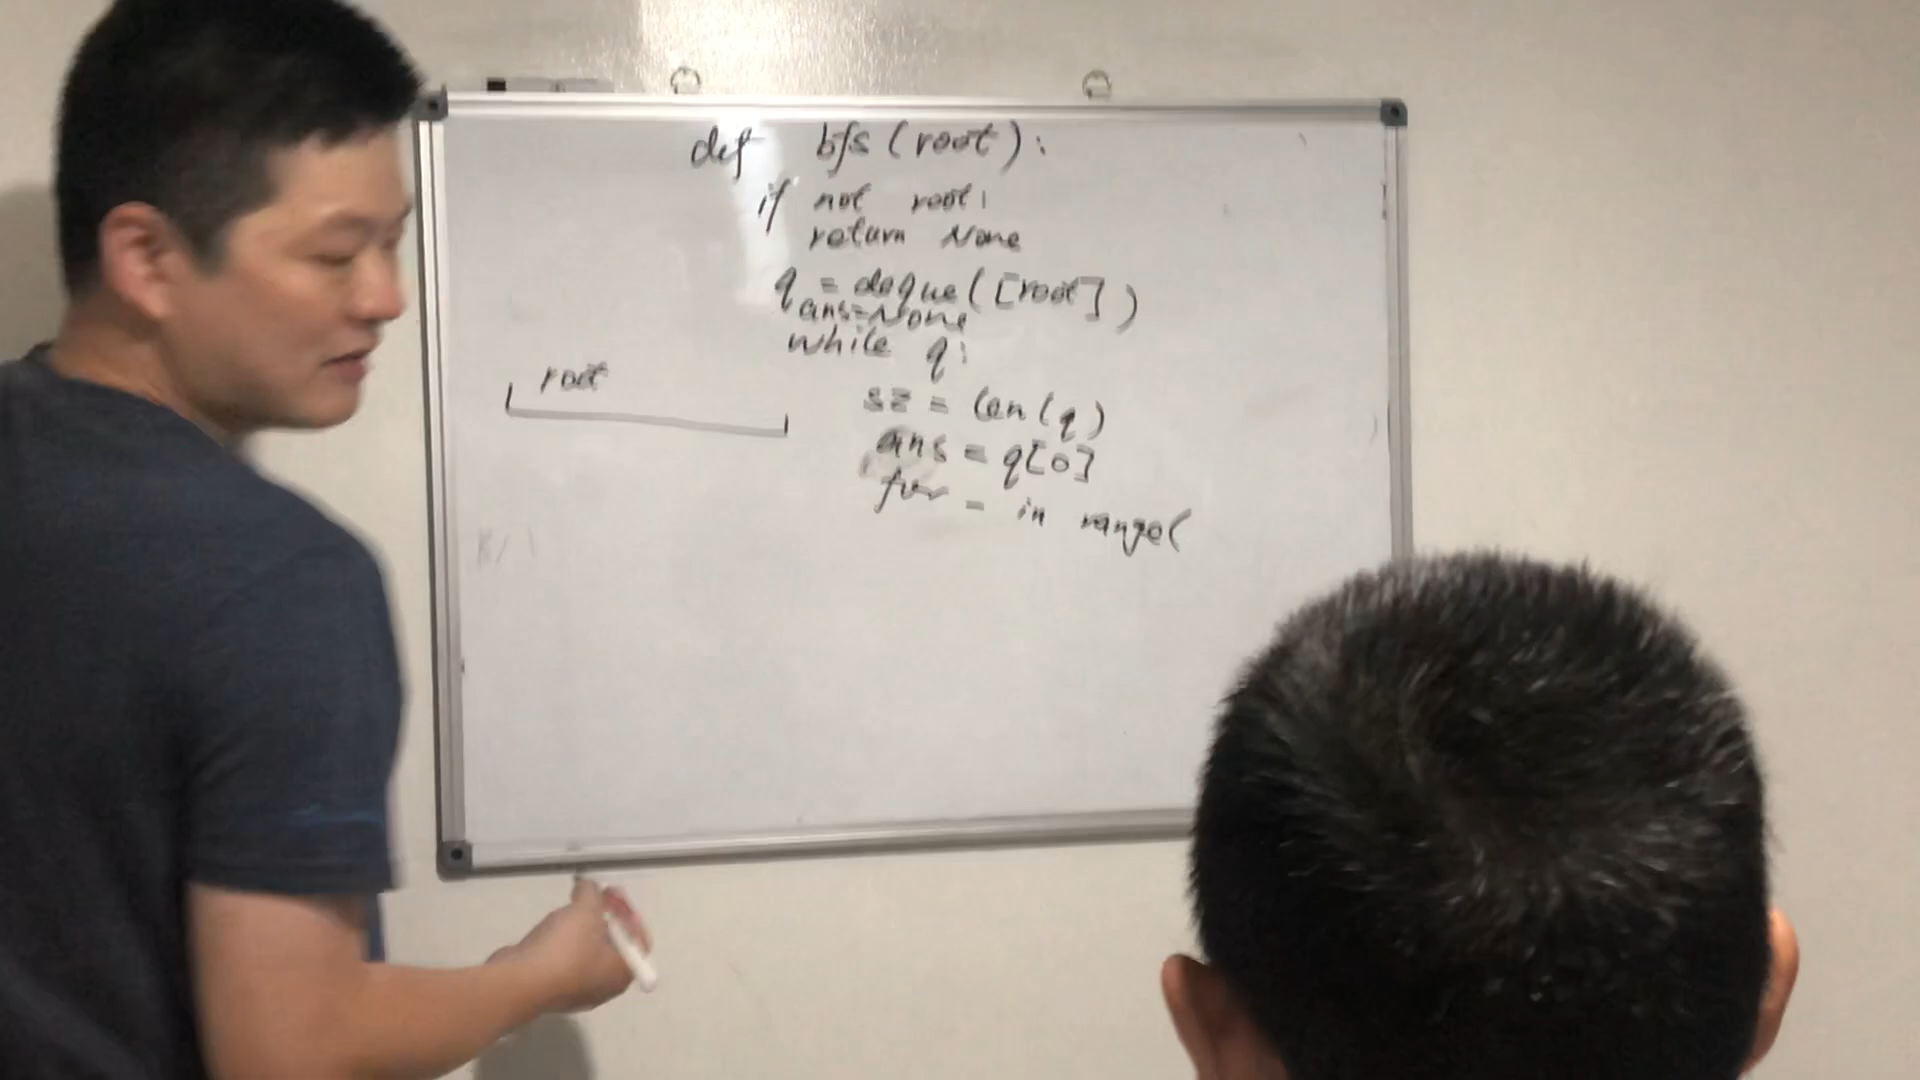 def bfs(root):
if not root:
return None
q = deque([root])
ans=None
while q:
root
sz = len(q)
ans = q[0]
for _ in range(